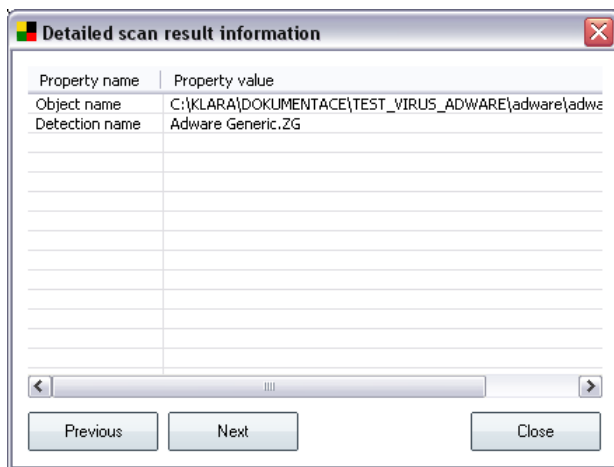 Detailed scan result information
Property name Property value
Object name C:\KLARA\DOKUMENTACE\TEST_VIRUS_ADWARE\adware\adwa
Detection name Adware Generic.ZG
Previous Next Close